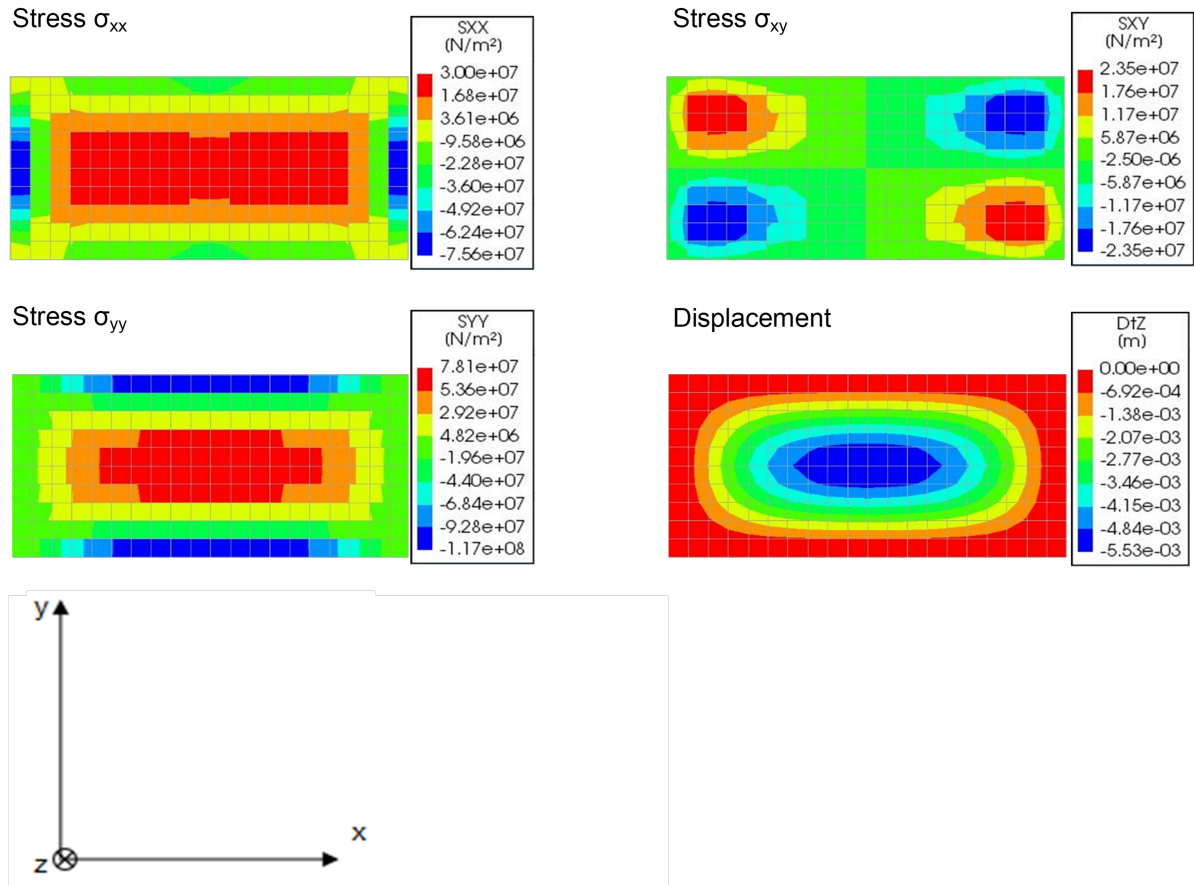 Stress σxx
SXX
(N/m²)
3.00e+07
1.68e+07
3.61e+06
-9.58e+06
-2.28e+07
-3.60e+07
-4.92e+07
-6.24e+07
-7.56e+07
Stress σxy
SXY
(N/m²)
2.35e+07
1.76e+07
1.17e+07
5.87e+06
-2.50e-06
-5.87e+06
-1.17e+07
-1.76e+07
-2.35e+07
Stress σyy
SYY
(N/m²)
7.81e+07
5.36e+07
2.92e+07
4.82e+06
-1.96e+07
-4.40e+07
-6.84e+07
-9.28e+07
-1.17e+08
Displacement
DtZ
(m)
0.00e+00
-6.92e-04
-1.38e-03
-2.07e-03
-2.77e-03
-3.46e-03
-4.15e-03
-4.84e-03
-5.53e-03
y
x
z